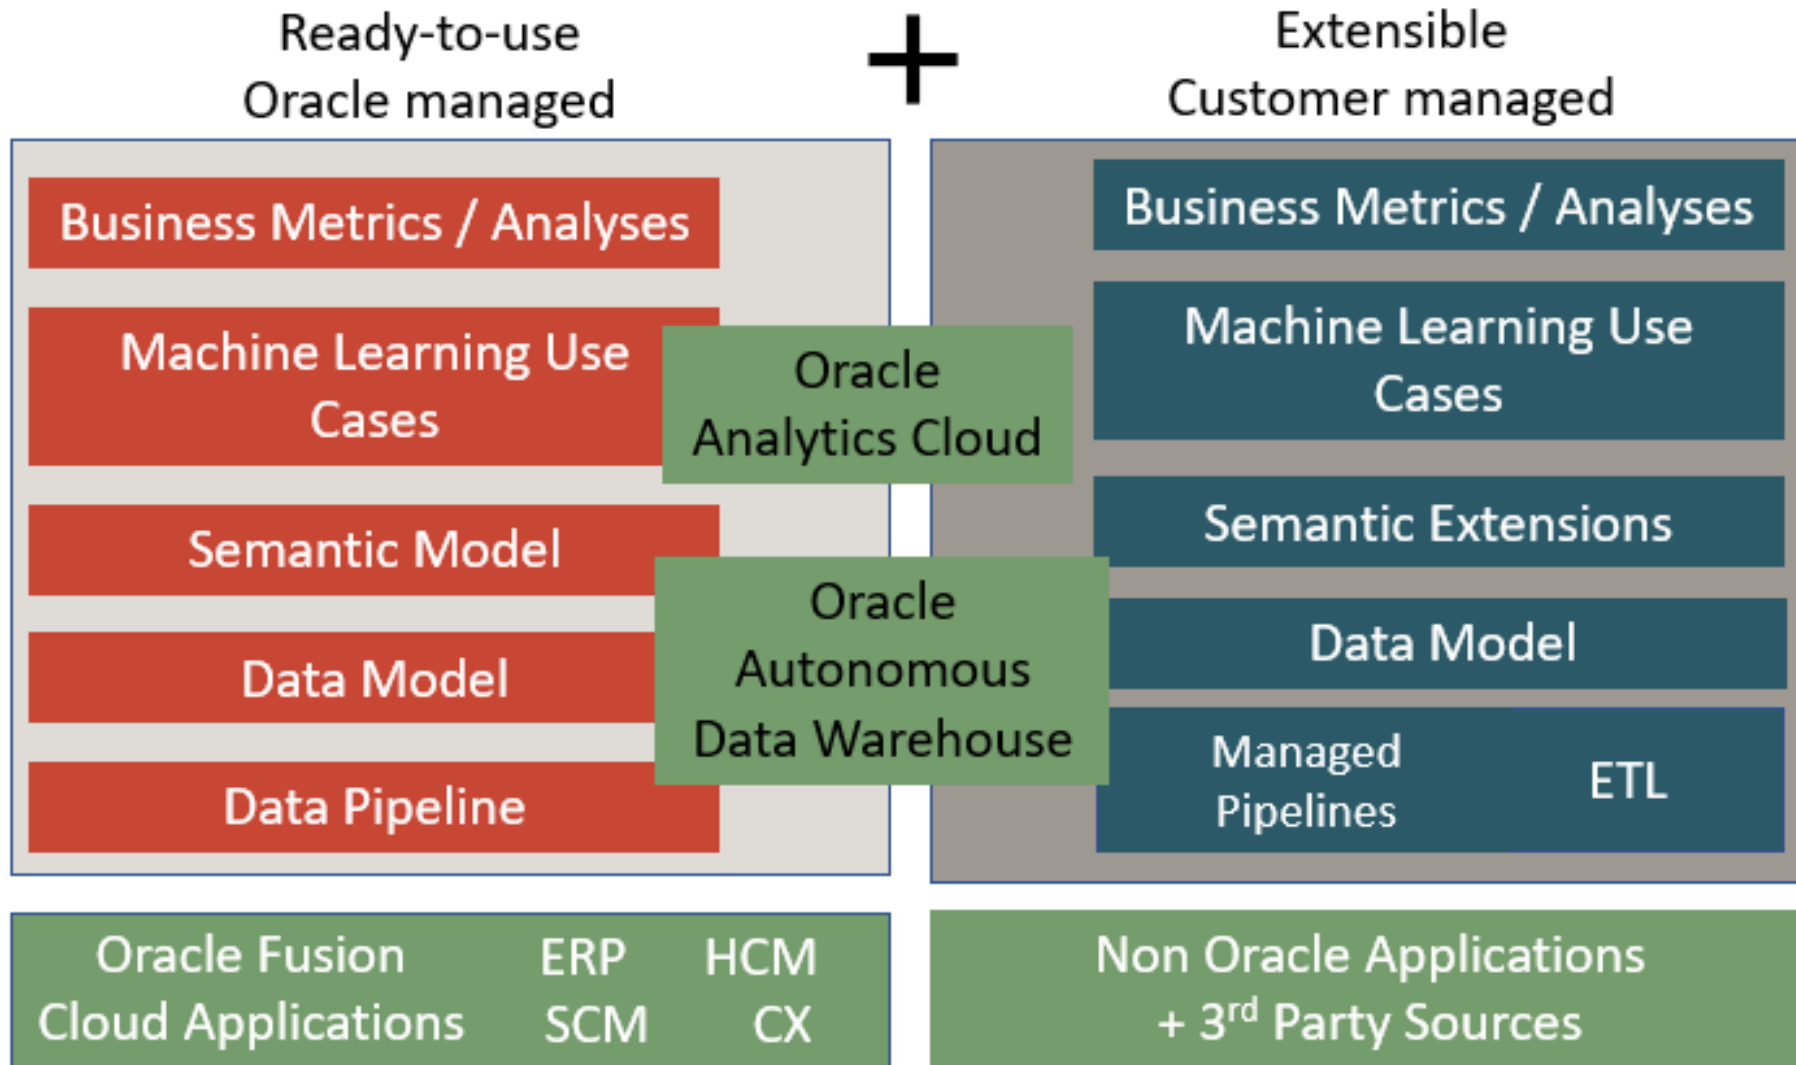 Ready-to-use
Oracle managed
+
Extensible
Customer managed
Business Metrics / Analyses
Machine Learning Use
Cases
Semantic Model
Data Model
Data Pipeline
Oracle
Analytics Cloud
Oracle
Autonomous
Data Warehouse
Business Metrics / Analyses
Machine Learning Use
Cases
Semantic Extensions
Data Model
Managed
Pipelines
ETL
Oracle Fusion
Cloud Applications
ERP HCM
SCM CX
Non Oracle Applications
+ 3rd Party Sources